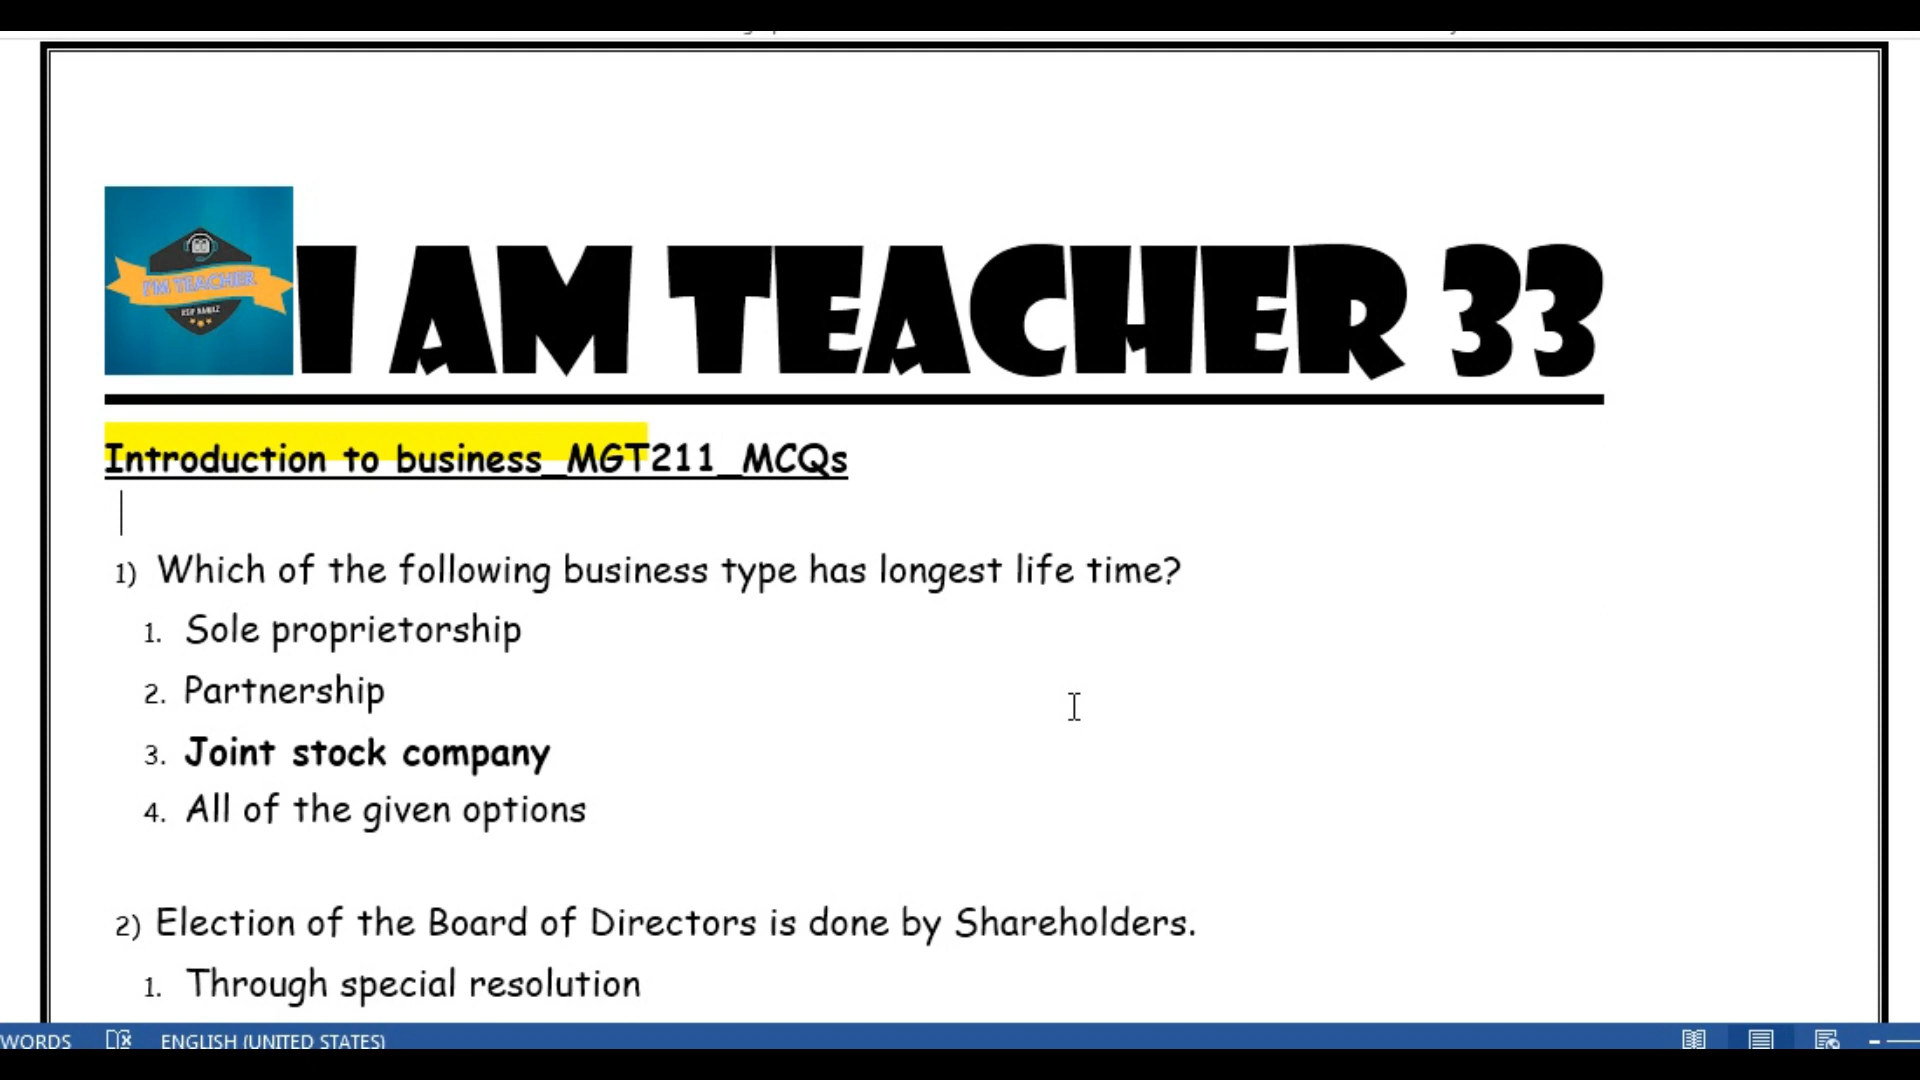 I'M TEACHER
I AM TEACHER 33
Introduction to business_MGT211_MCQs
1) Which of the following business type has longest life time?
1. Sole proprietorship
2. Partnership
3. Joint stock company
4. All of the given options
2) Election of the Board of Directors is done by Shareholders.
1. Through special resolution
WORDS ENGLISH (UNITED STATES)